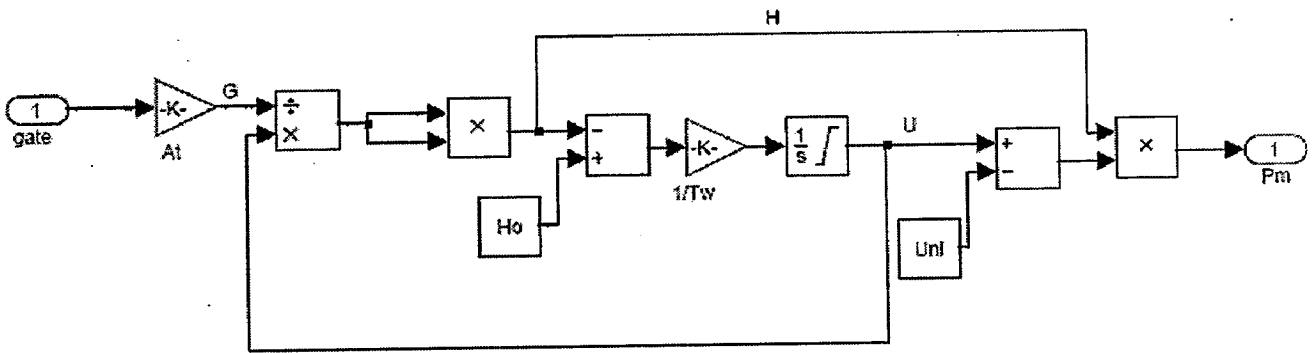 H
1
gate
-K-
At
G
÷
×
×
Ho
−
+
-K-
1/Tw
1
s
U
Unl
+
−
×
1
Pm